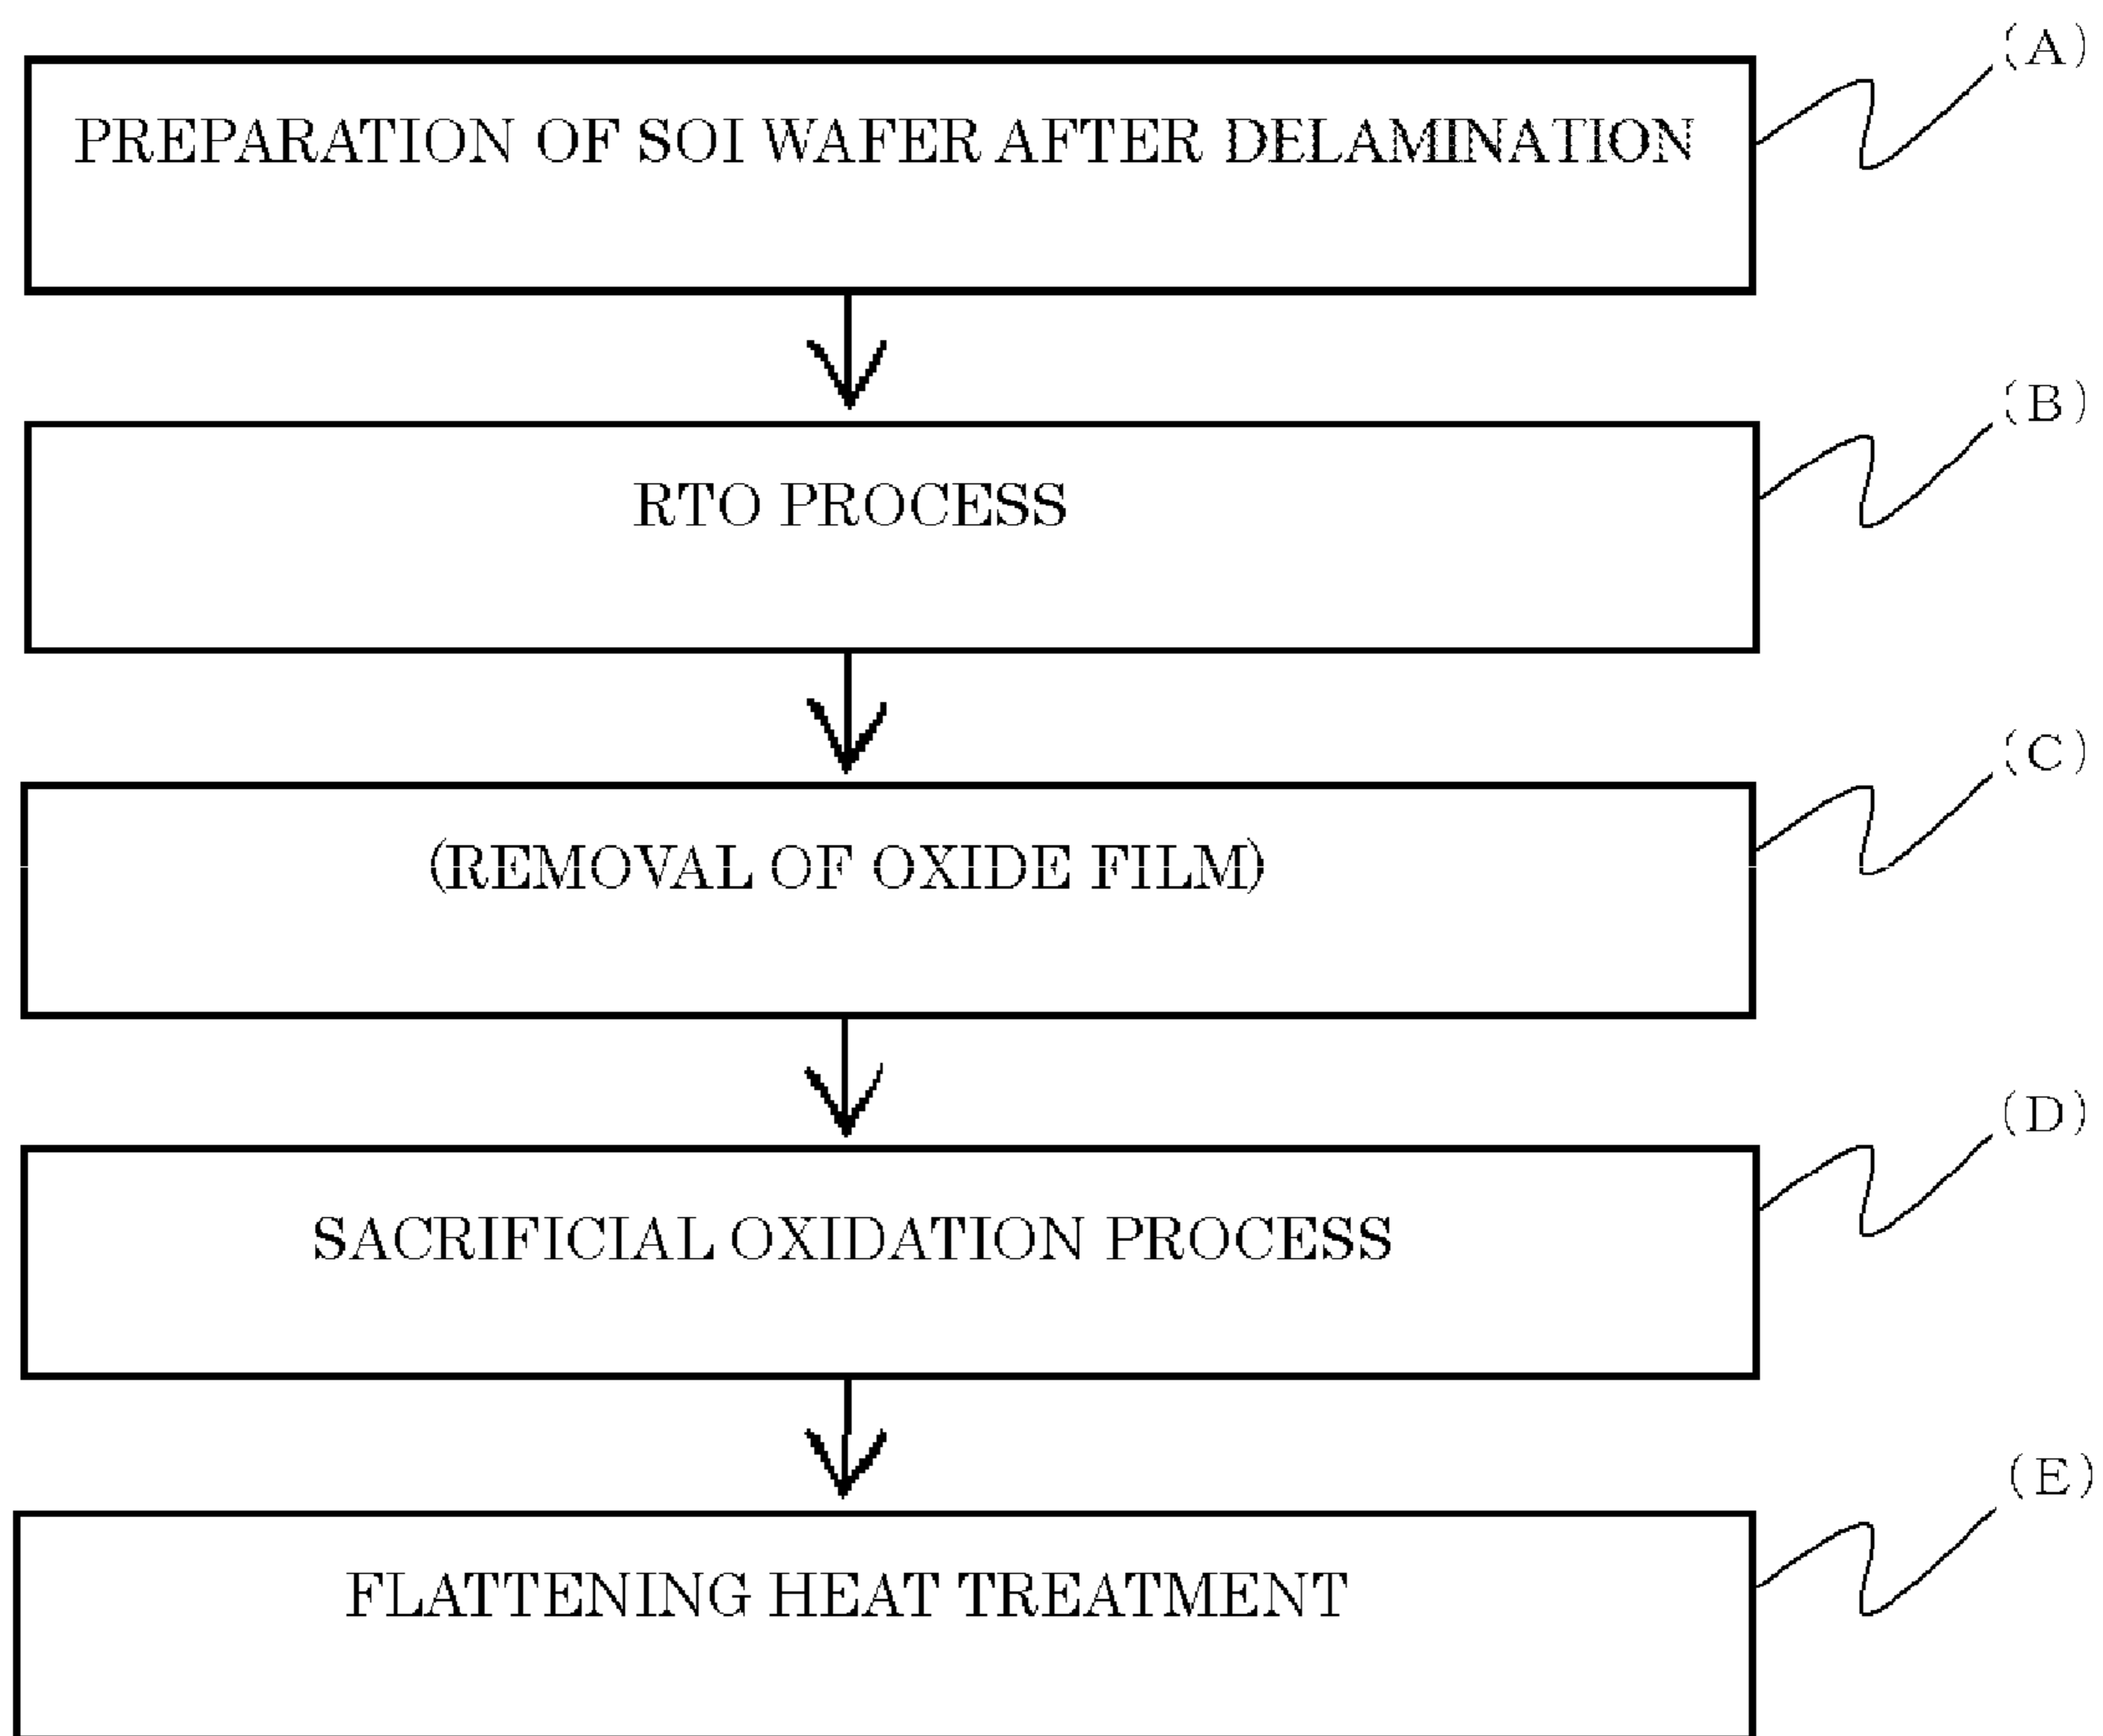 (A)
PREPARATION OF SOI WAFER AFTER DELAMINATION
(B)
RTO PROCESS
(C)
(REMOVAL OF OXIDE FILM)
(D)
SACRIFICIAL OXIDATION PROCESS
(E)
FLATTENING HEAT TREATMENT